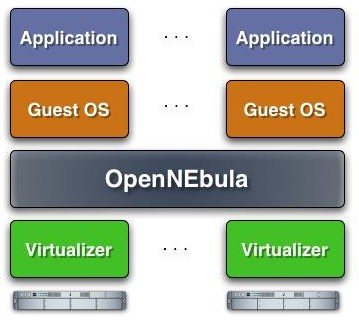 Application . . . Application
Guest OS . . . Guest OS
OpenNEbula
Virtualizer . . . Virtualizer